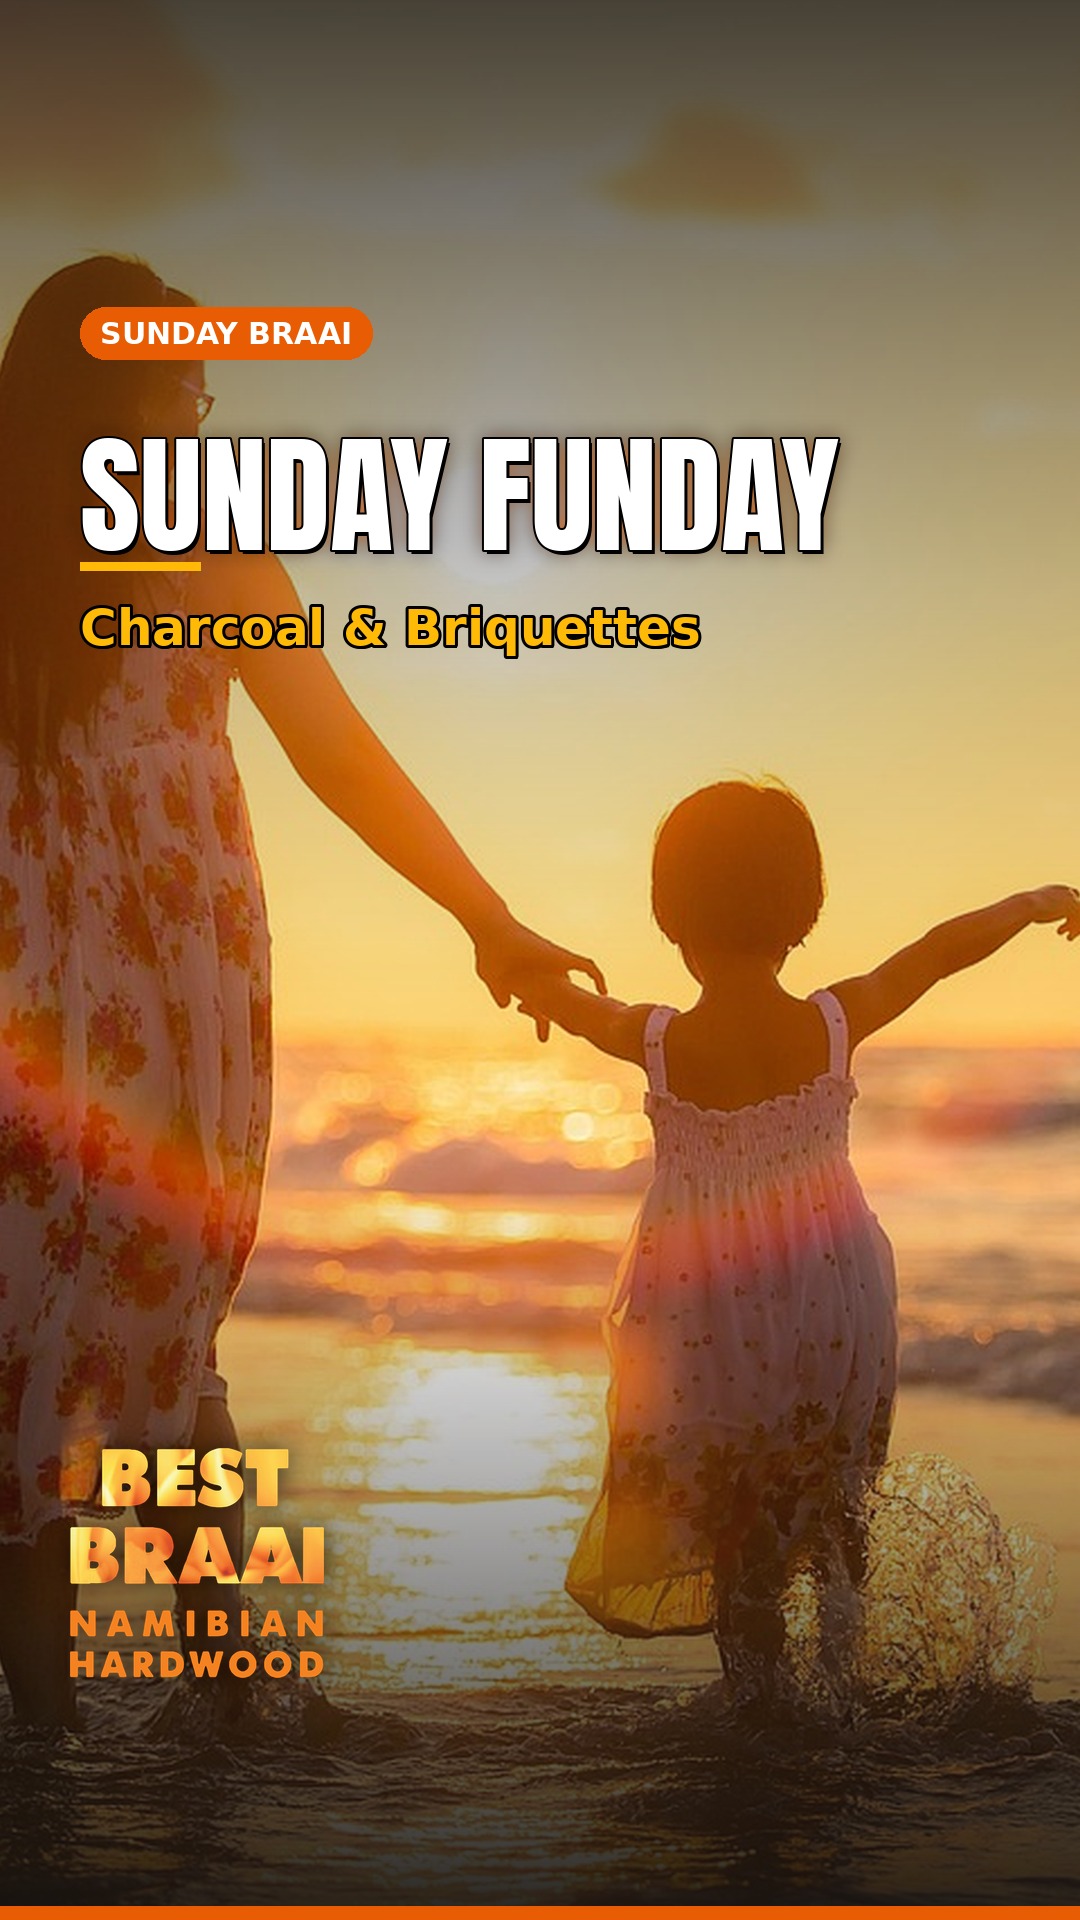 SUNDAY BRAAI
SUNDAY FUNDAY
Charcoal & Briquettes
BEST
BRAAI
NAMIBIAN
HARDWOOD